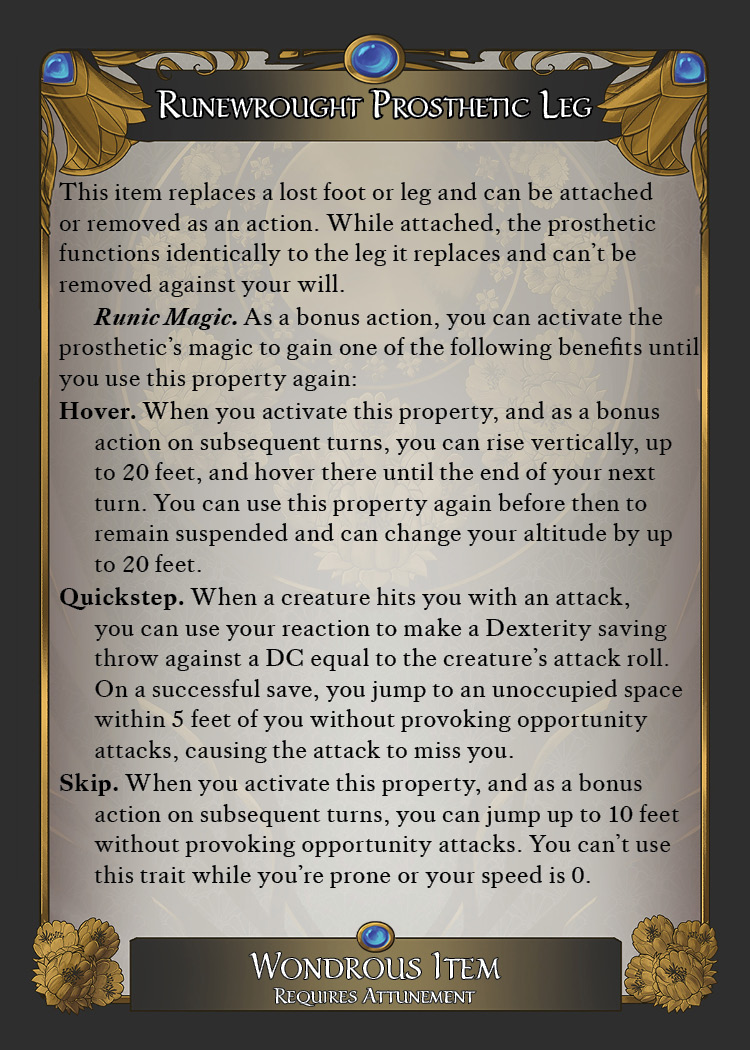 Runewrought Prosthetic Leg
This item replaces a lost foot or leg and can be attached
or removed as an action. While attached, the prosthetic
functions identically to the leg it replaces and can't be
removed against your will.
Runic Magic. As a bonus action, you can activate the
prosthetic's magic to gain one of the following benefits until
you use this property again:
Hover. When you activate this property, and as a bonus
action on subsequent turns, you can rise vertically, up
to 20 feet, and hover there until the end of your next
turn. You can use this property again before then to
remain suspended and can change your altitude by up
to 20 feet.
Quickstep. When a creature hits you with an attack,
you can use your reaction to make a Dexterity saving
throw against a DC equal to the creature's attack roll.
On a successful save, you jump to an unoccupied space
within 5 feet of you without provoking opportunity
attacks, causing the attack to miss you.
Skip. When you activate this property, and as a bonus
action on subsequent turns, you can jump up to 10 feet
without provoking opportunity attacks. You can't use
this trait while you're prone or your speed is 0.
Wondrous Item
Requires Attunement